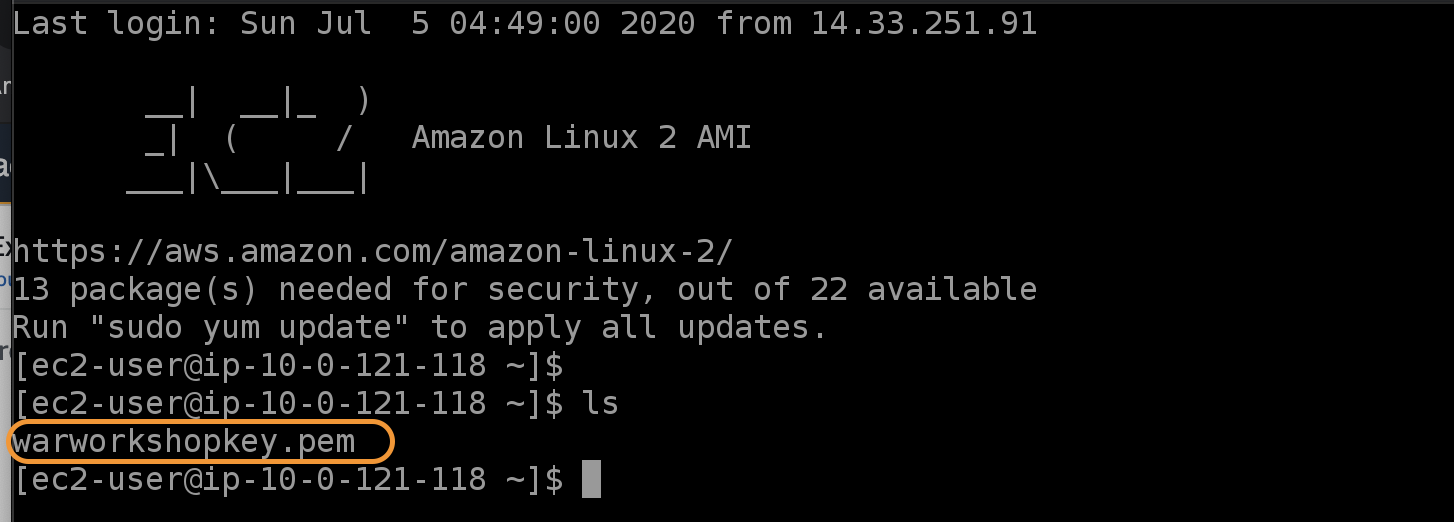 Last login: Sun Jul  5 04:49:00 2020 from 14.33.251.91
       __|  __|_  )
       _|  (     /   Amazon Linux 2 AMI
      ___|\___|___|
https://aws.amazon.com/amazon-linux-2/
13 package(s) needed for security, out of 22 available
Run "sudo yum update" to apply all updates.
[ec2-user@ip-10-0-121-118 ~]$
[ec2-user@ip-10-0-121-118 ~]$ ls
warworkshopkey.pem
[ec2-user@ip-10-0-121-118 ~]$